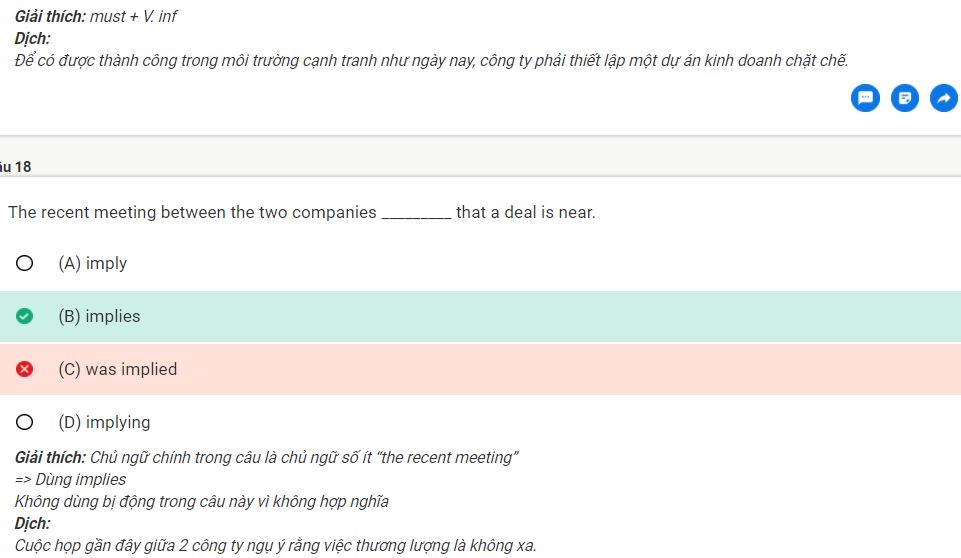 Giải thích: must + V. inf
Dịch:
Để có được thành công trong môi trường cạnh tranh như ngày nay, công ty phải thiết lập một dự án kinh doanh chặt chẽ.
âu 18
The recent meeting between the two companies _________ that a deal is near.
(A) imply
(B) implies
(C) was implied
(D) implying
Giải thích: Chủ ngữ chính trong câu là chủ ngữ số ít “the recent meeting”
=> Dùng implies
Không dùng bị động trong câu này vì không hợp nghĩa
Dịch:
Cuộc họp gần đây giữa 2 công ty ngụ ý rằng việc thương lượng là không xa.